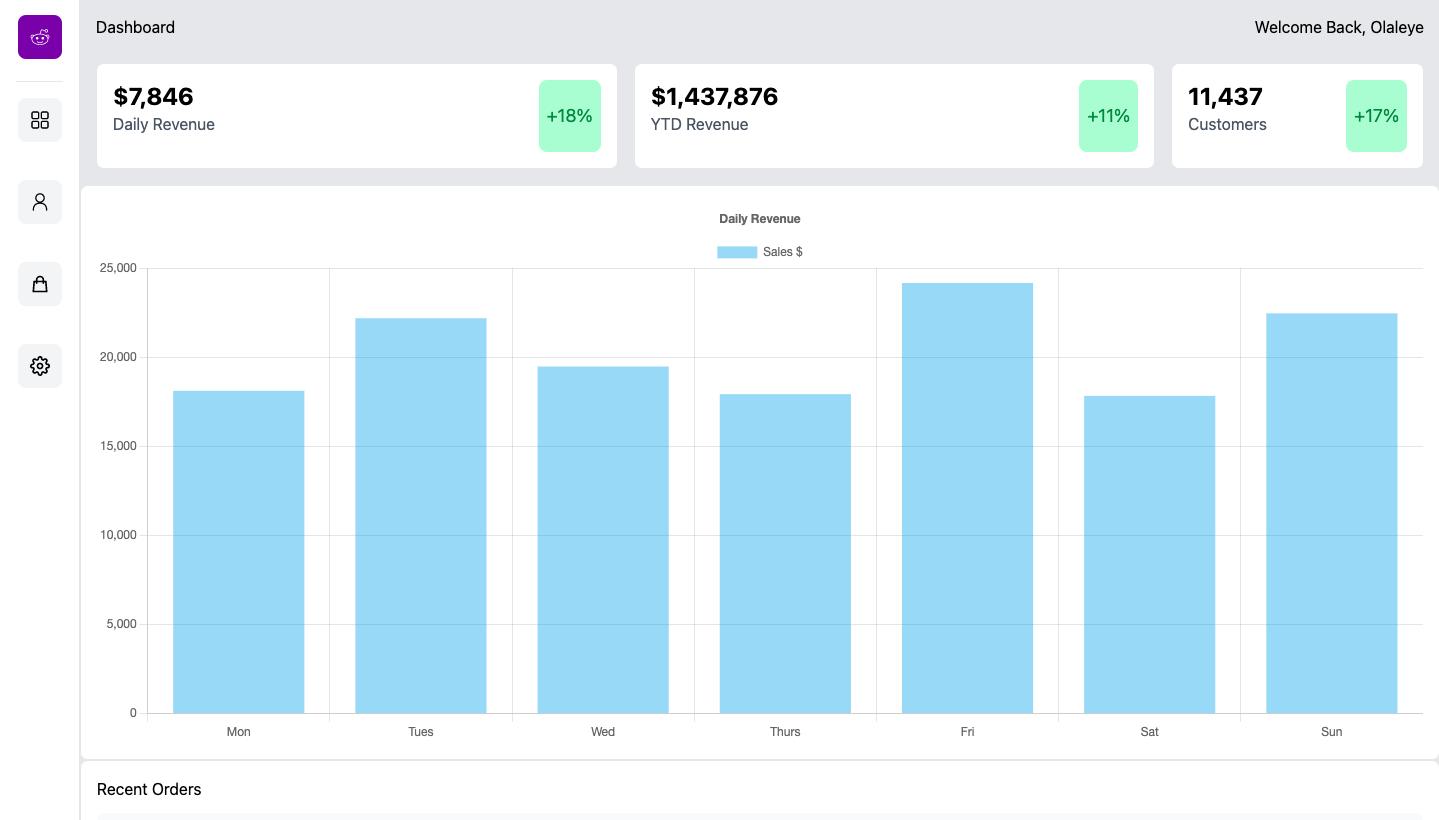 Dashboard
Welcome Back, Olaleye
$7,846
Daily Revenue
+18%
$1,437,876
YTD Revenue
+11%
11,437
Customers
+17%
Daily Revenue
Sales $
25,000
20,000
15,000
10,000
5,000
0
Mon Tues Wed Thurs Fri Sat Sun
Recent Orders